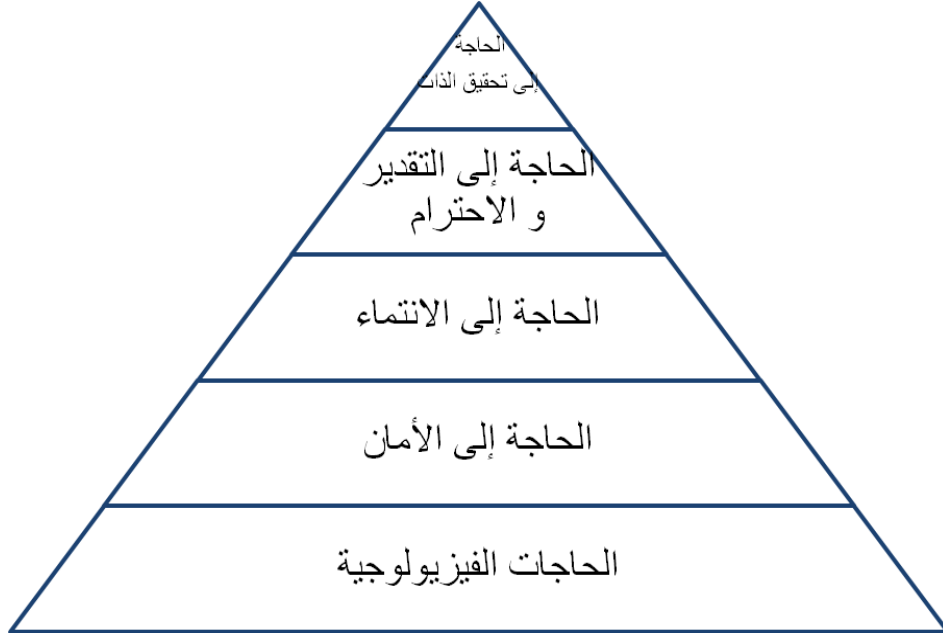 الحاجة
إلى تحقيق الذات
الحاجة إلى التقدير
و الاحترام
الحاجة إلى الانتماء
الحاجة إلى الأمان
الحاجات الفيزيولوجية